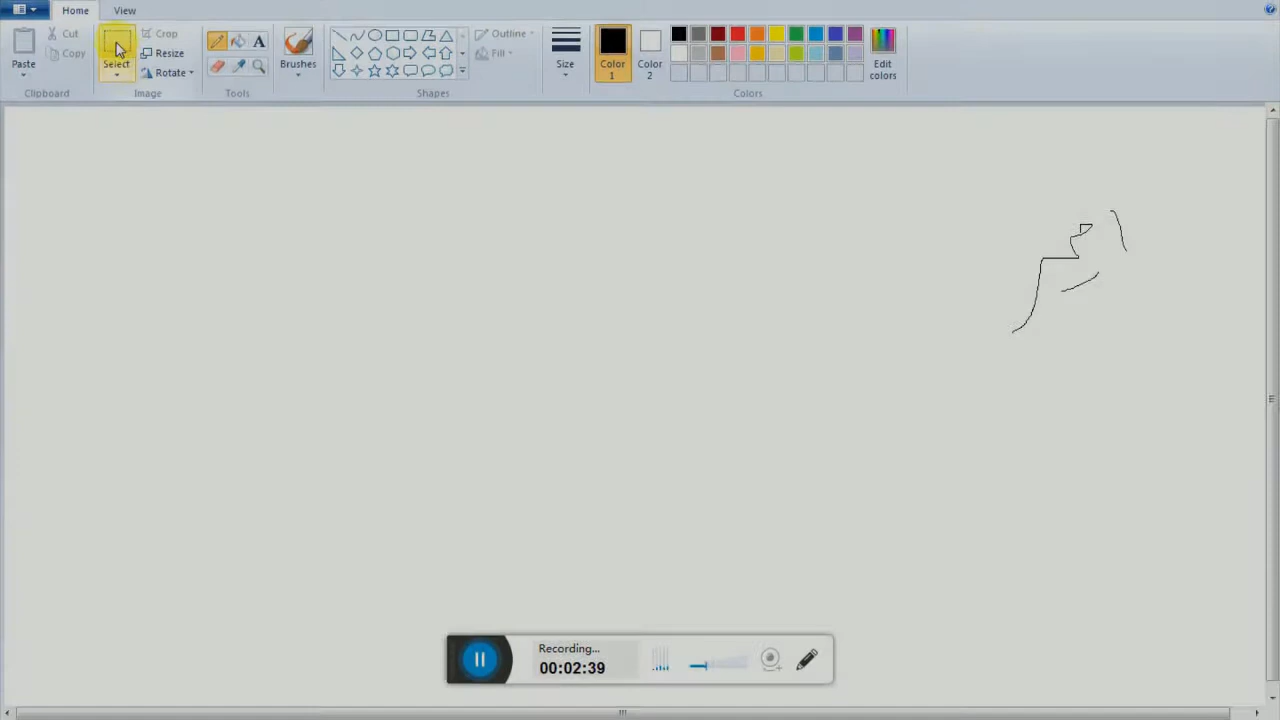 Home View
Paste
Cut
Copy
Clipboard
Select
Crop
Resize
Rotate
Image
A
Tools
Brushes
Outline
Fill
Shapes
Size
Color 1
Color 2
Edit colors
Colors
Recording...
00:02:39